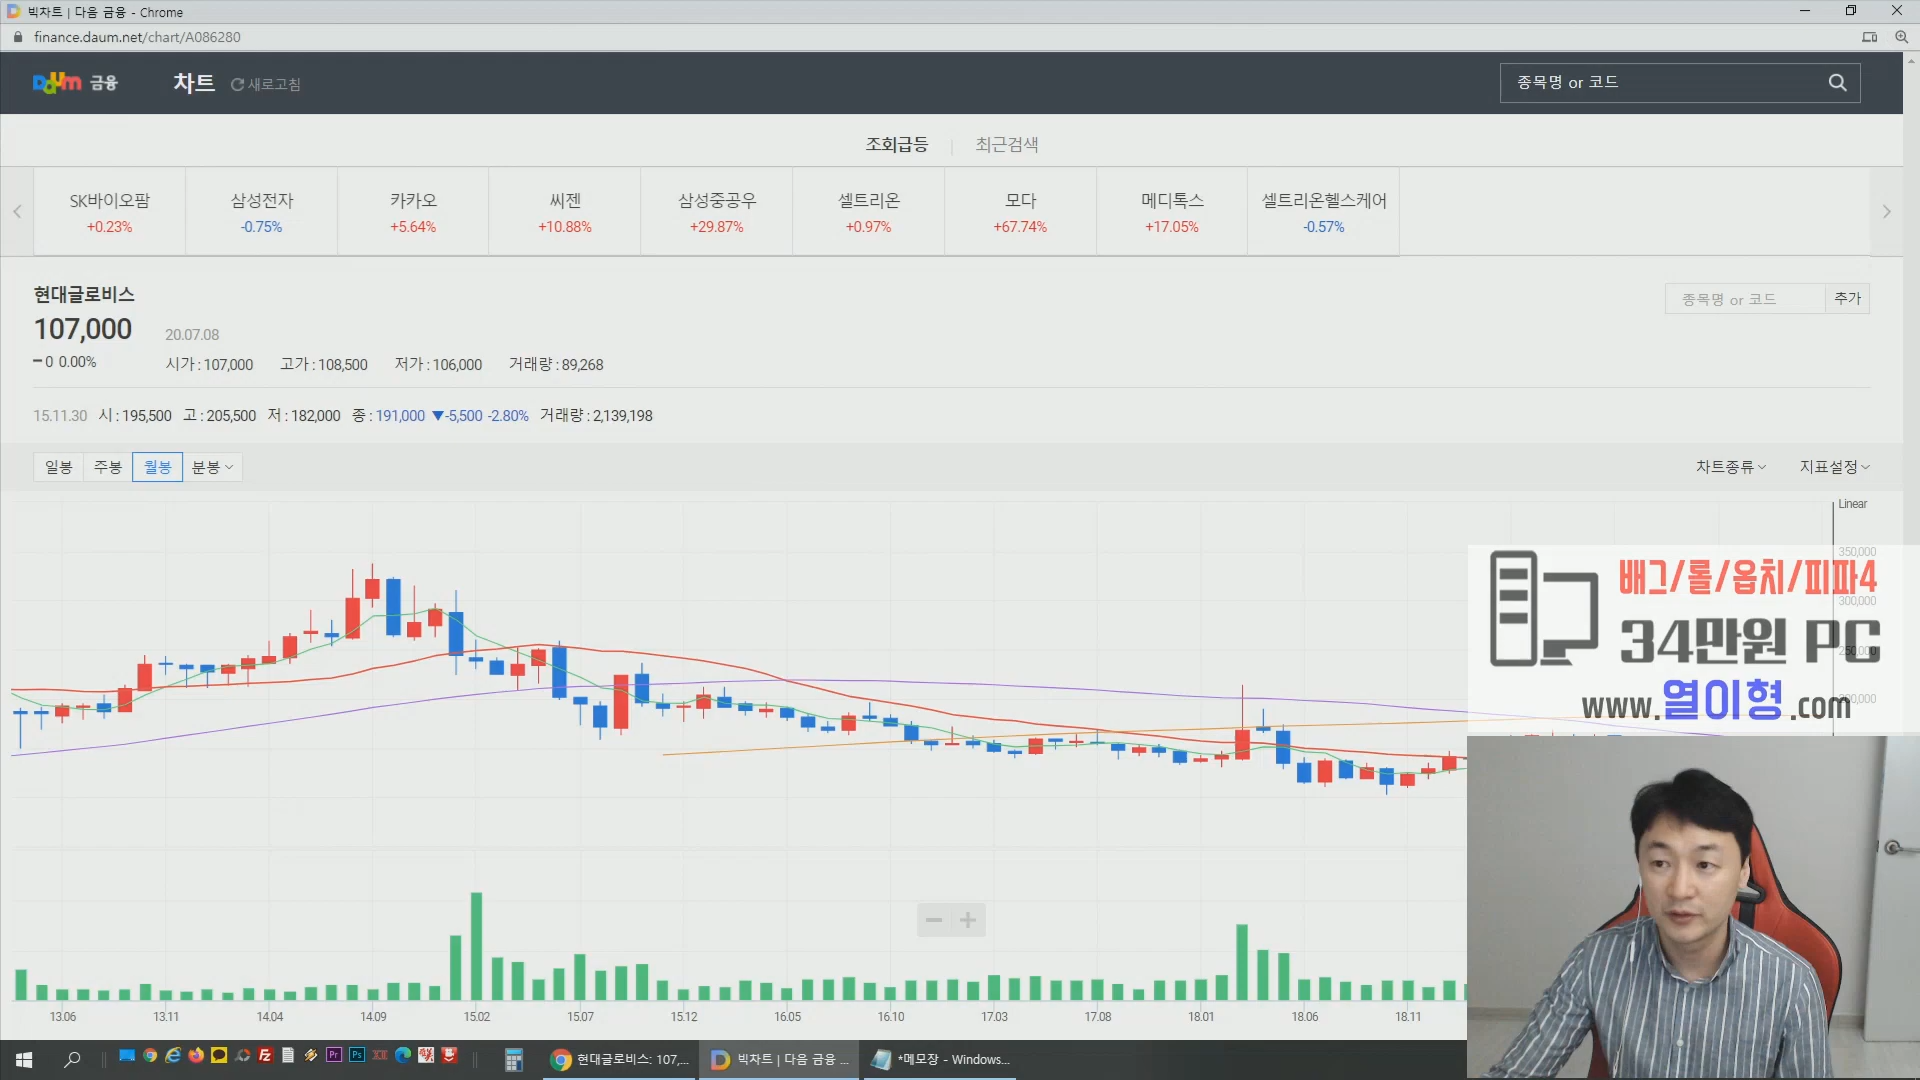 빅차트 | 다음 금융 - Chrome
finance.daum.net/chart/A086280
Daum 금융 차트 새로고침 종목명 or 코드
조회급등 | 최근검색
SK바이오팜 삼성전자 카카오 씨젠 삼성중공우 셀트리온 모다 메디톡스 셀트리온헬스케어
+0.23% -0.75% +5.64% +10.88% +29.87% +0.97% +67.74% +17.05% -0.57%
현대글로비스
종목명 or 코드 추가
107,000 20.07.08
0 0.00% 시가 : 107,000 고가 : 108,500 저가 : 106,000 거래량 : 89,268
15.11.30 시 : 195,500 고 : 205,500 저 : 182,000 종 : 191,000 ▼-5,500 -2.80% 거래량 : 2,139,198
일봉 주봉 월봉 분봉 차트종류 지표설정
Linear
350,000
300,000
250,000
200,000
배그/롤/옵치/피파4
34만원 PC
www.열이형.com
13.06 13.11 14.04 14.09 15.02 15.07 15.12 16.05 16.10 17.03 17.08 18.01 18.06 18.11
현대글로비스: 107,... 빅차트 | 다음 금융 ... *메모장 - Windows...
Fz Pr Ps